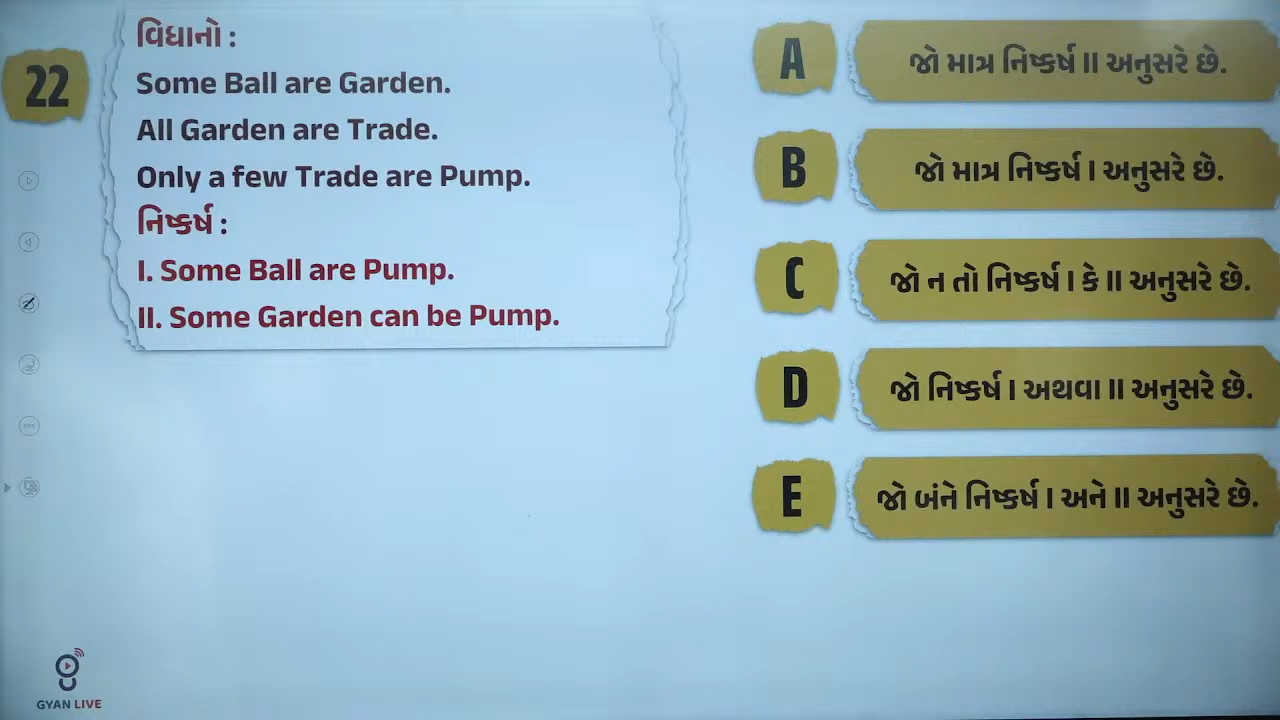 22
વિધાનો :
Some Ball are Garden.
All Garden are Trade.
Only a few Trade are Pump.
નિષ્કર્ષ :
I. Some Ball are Pump.
II. Some Garden can be Pump.
A જો માત્ર નિષ્કર્ષ II અનુસરે છે.
B જો માત્ર નિષ્કર્ષ I અનુસરે છે.
C જો ન તો નિષ્કર્ષ I કે II અનુસરે છે.
D જો નિષ્કર્ષ I અથવા II અનુસરે છે.
E જો બંને નિષ્કર્ષ I અને II અનુસરે છે.
GYAN LIVE